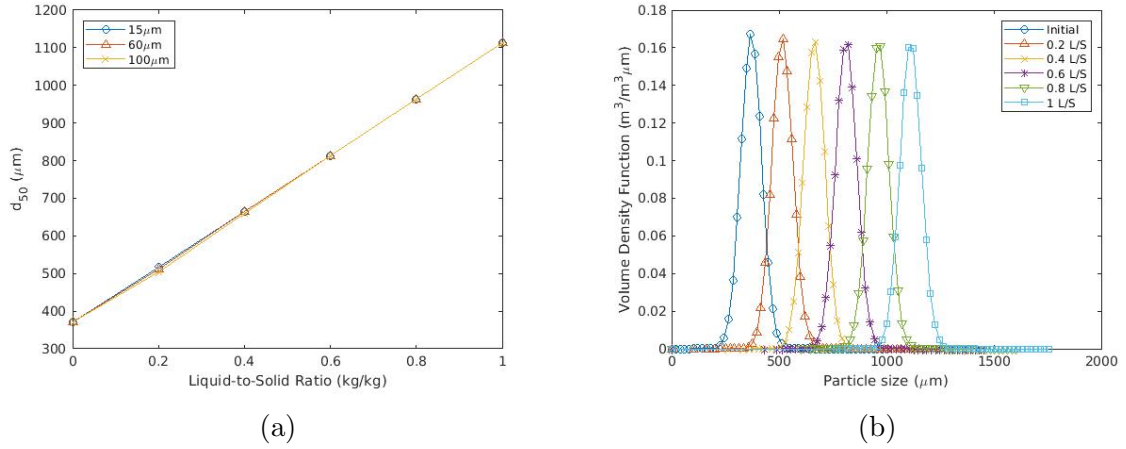 1200
1100
1000
900
800
700
600
500
400
300
d50 (μm)
15μm
60μm
100μm
0 0.2 0.4 0.6 0.8 1
Liquid-to-Solid Ratio (kg/kg)
(a)
0.18
0.16
0.14
0.12
0.1
0.08
0.06
0.04
0.02
0
Volume Density Function (m³/m³μm)
Initial
0.2 L/S
0.4 L/S
0.6 L/S
0.8 L/S
1 L/S
0 500 1000 1500 2000
Particle size (μm)
(b)